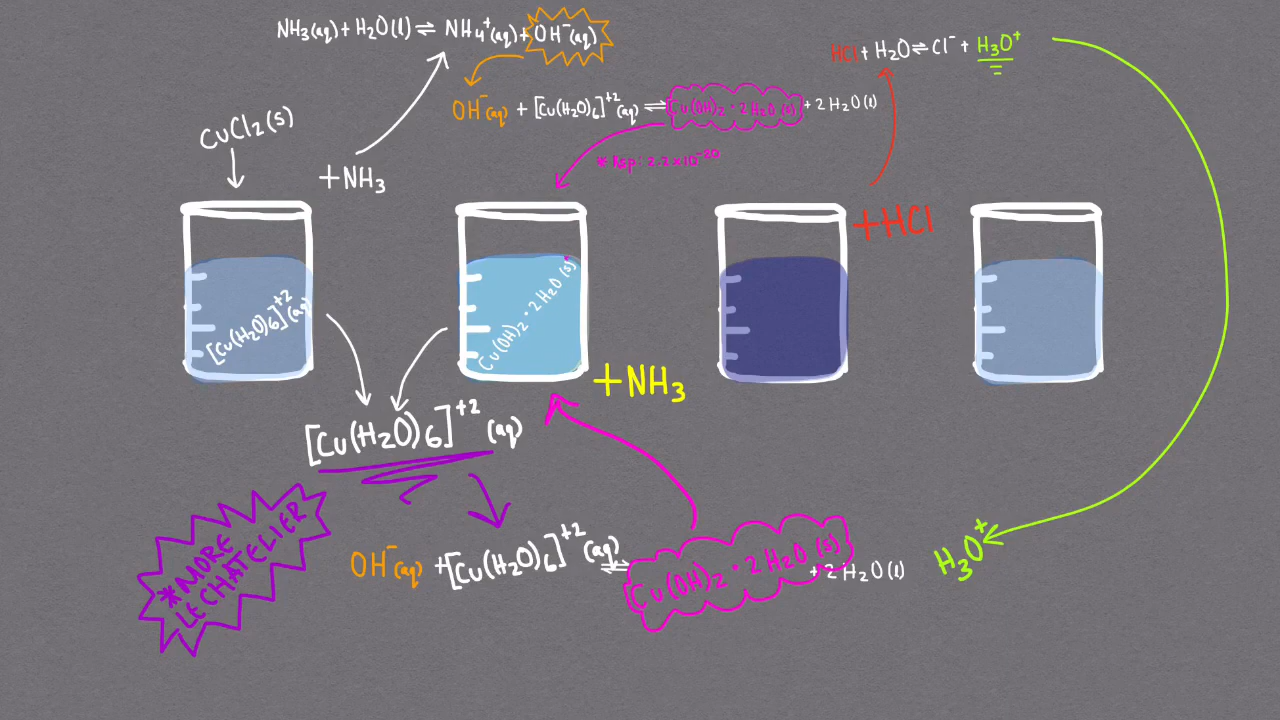 NH3(aq) + H2O(l) ⇌ NH4+(aq) + OH-(aq)
HCl + H2O ⇌ Cl- + H3O+
OH-(aq) + [Cu(H2O)6]+2(aq) ⇌ Cu(OH)2 • 2H2O(s) + 2H2O(l)
CuCl2(s)
* Ksp: 2.2 x 10-20
+NH3
+HCl
[Cu(H2O)6]+2(aq)
Cu(OH)2 • 2H2O(s)
+NH3
[Cu(H2O)6]+2(aq)
*MORE
LECHATELIER
OH-(aq) + [Cu(H2O)6]+2(aq) ⇌ Cu(OH)2 • 2H2O(s) + 2H2O(l)
H3O+